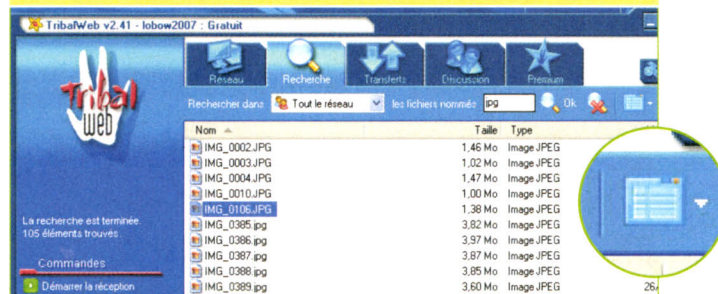 TribalWeb v2.41 - lobow2007 : Gratuit
Tribal
Web
Réseau
Recherche
Transferts
Discussion
Premium
Rechercher dans
Tout le réseau
les fichiers nommés
jpg
Ok
Nom
Taille
Type
IMG_0002.JPG
1,46 Mo
Image JPEG
IMG_0003.JPG
1,02 Mo
Image JPEG
IMG_0004.JPG
1,47 Mo
Image JPEG
IMG_0010.JPG
1,00 Mo
Image JPEG
IMG_0106.JPG
1,38 Mo
Image JPEG
IMG_0385.jpg
3,82 Mo
Image JPEG
IMG_0386.jpg
3,97 Mo
Image JPEG
IMG_0387.jpg
3,87 Mo
Image JPEG
IMG_0388.jpg
3,85 Mo
Image JPEG
IMG_0389.jpg
3,60 Mo
Image JPEG
La recherche est terminée.
105 éléments trouvés.
Commandes
Démarrer la réception